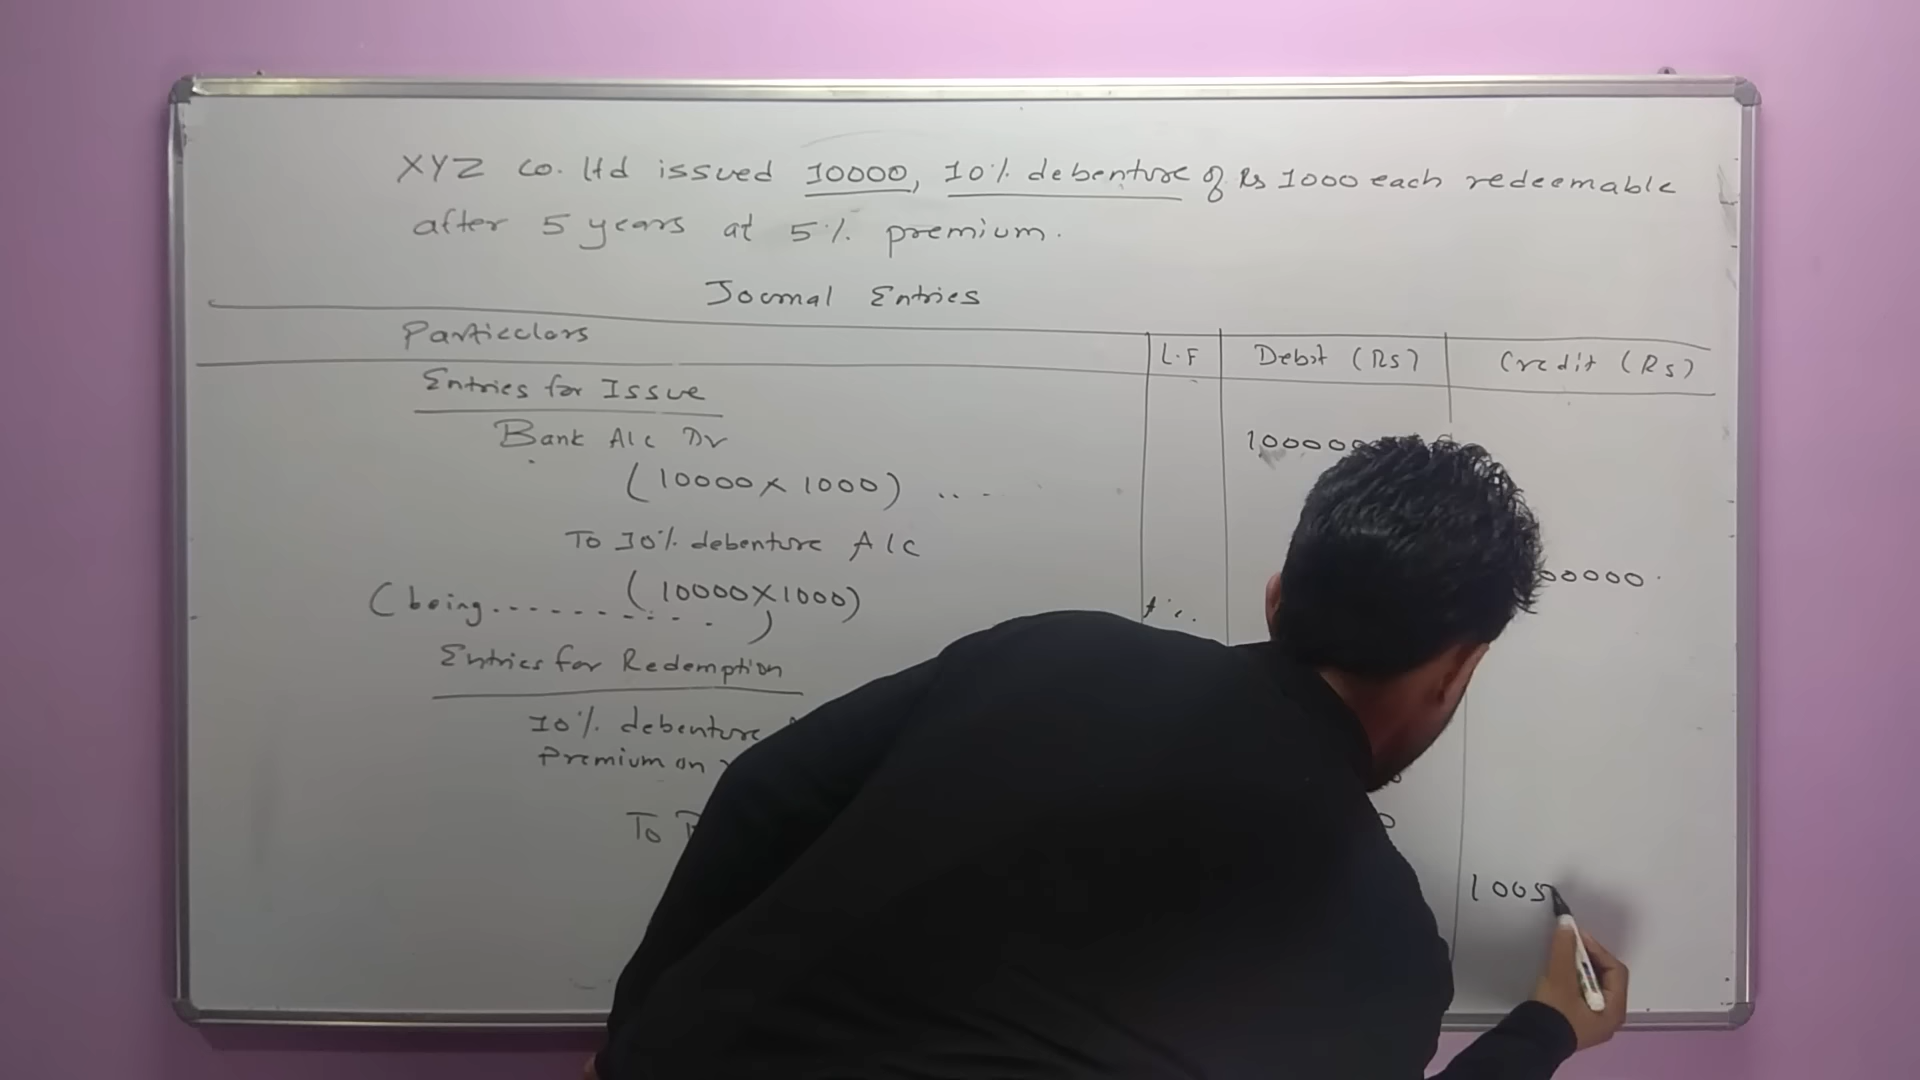 XYZ co. ltd issued 10000, 10% debenture of Rs 1000 each redeemable
after 5 years at 5% premium.
Journal Entries
Particulars L.F Debit (Rs) Credit (Rs)
Entries for Issue
Bank A/c Dr
(10000 x 1000) ....
To 10% debenture A/c
(10000 x 1000)
(being.............)
Entries for Redemption
10% debenture
Premium on
To
1005